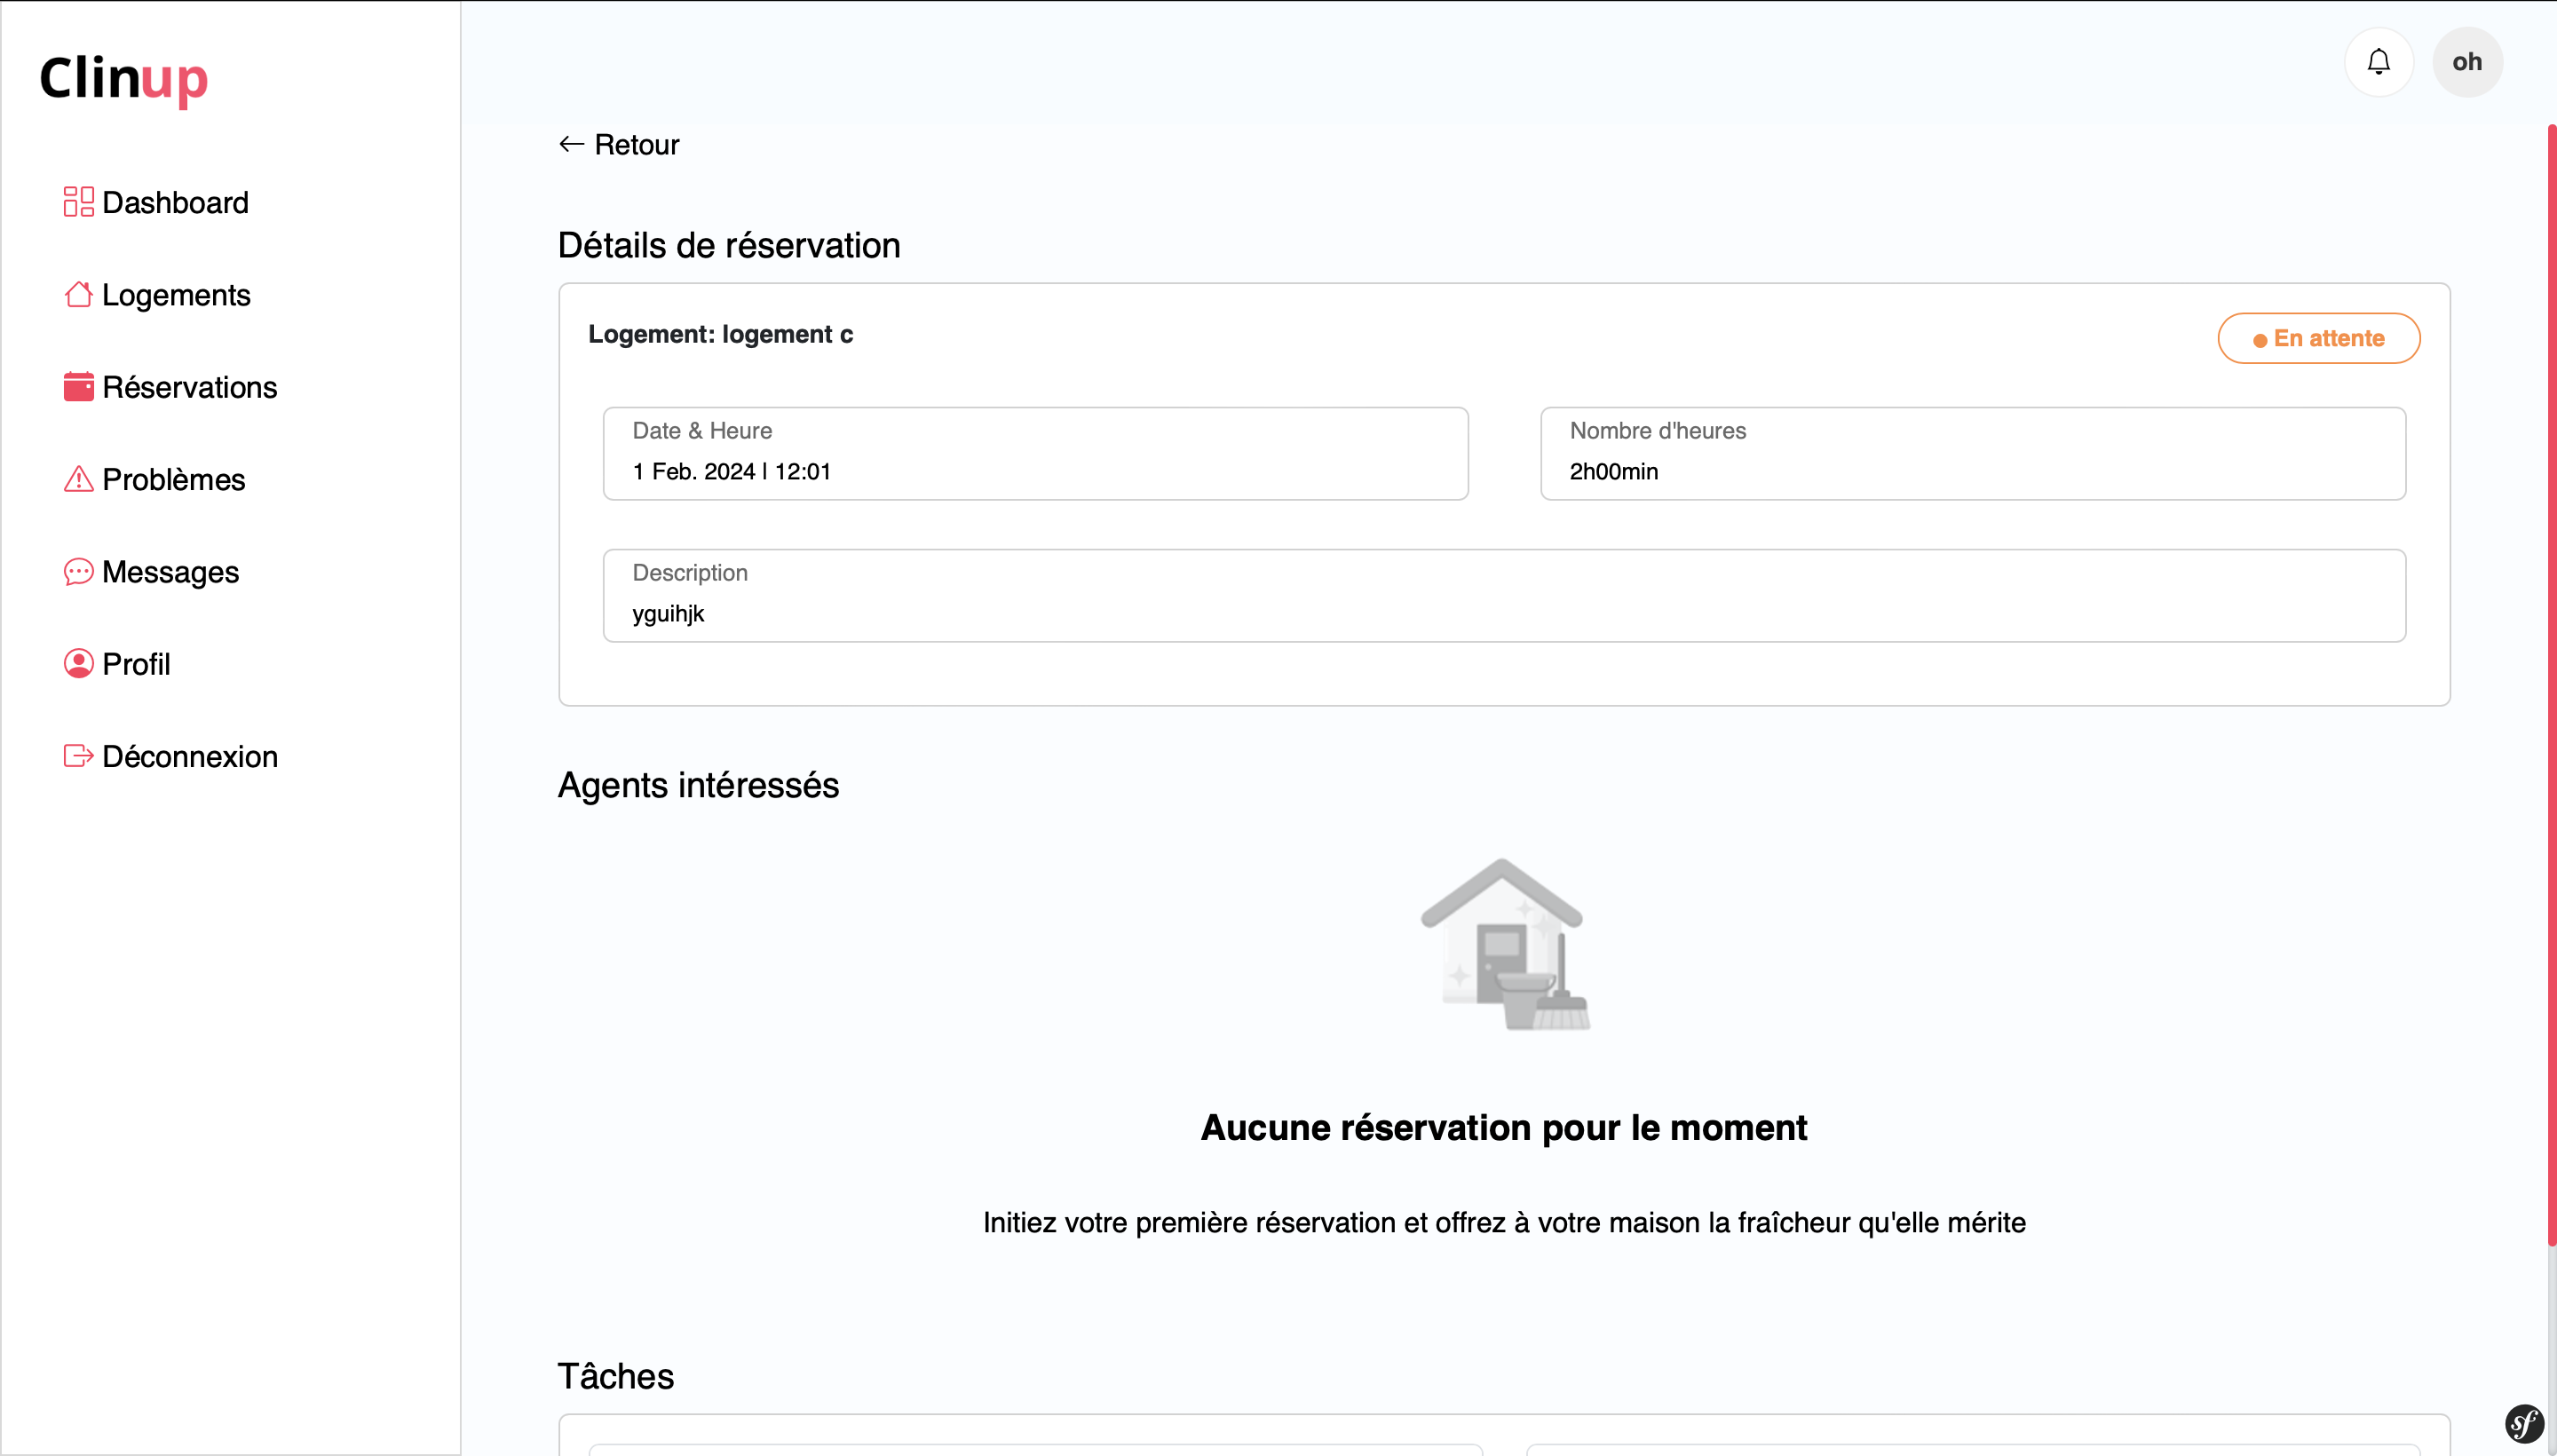 Clinup
oh
Dashboard
Logements
Réservations
Problèmes
Messages
Profil
Déconnexion
← Retour
Détails de réservation
Logement: logement c
En attente
Date & Heure
1 Feb. 2024 | 12:01
Nombre d'heures
2h00min
Description
yguihjk
Agents intéressés
Aucune réservation pour le moment
Initiez votre première réservation et offrez à votre maison la fraîcheur qu'elle mérite
Tâches
sf